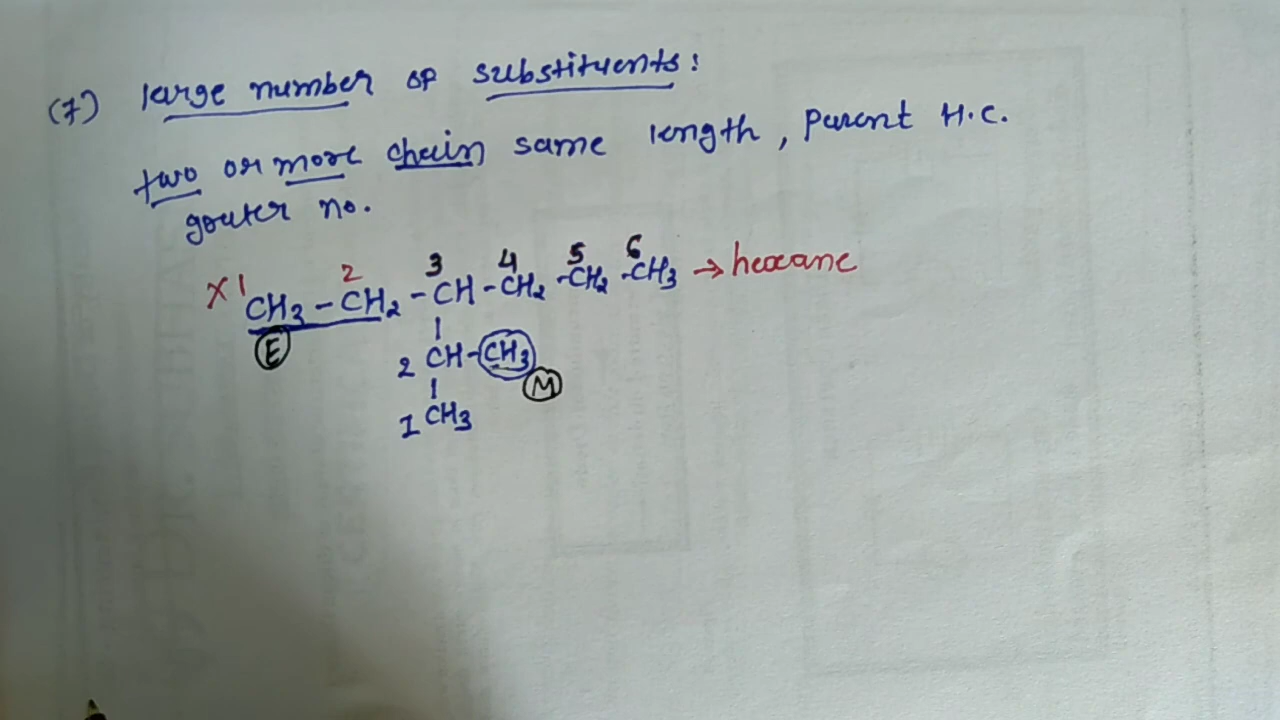 (7) large number of substituents:
two or more chain same length, parent H.C.
gouter no.
X 1 2 3 4 5 6
CH₃ – CH₂ – CH – CH₂ – CH₂ – CH₃ → hexane
E
2 CH – CH₃
M
1 CH₃